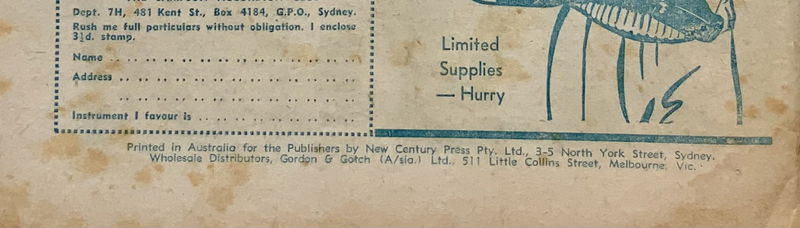 Dept. 7H, 481 Kent St., Box 4184, G.P.O., Sydney.
Rush me full particulars without obligation. I enclose
3½d. stamp.
Name
Address
Instrument I favour is
Limited
Supplies
— Hurry
Printed in Australia for the Publishers by New Century Press Pty. Ltd., 3-5 North York Street, Sydney.
Wholesale Distributors, Gordon & Gotch (A/sia.) Ltd., 511 Little Collins Street, Melbourne, Vic.